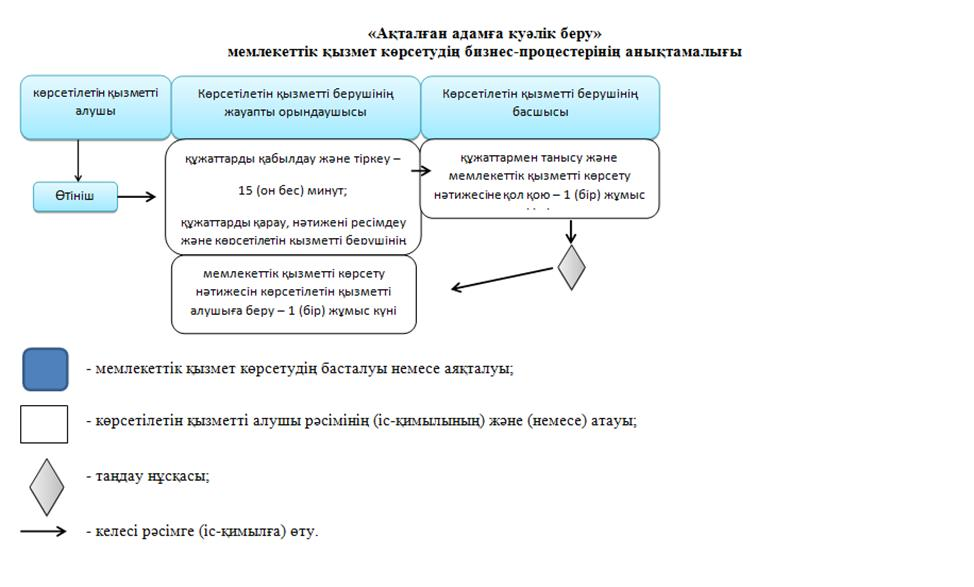 «Ақталған адамға куәлік беру»
мемлекеттік қызмет көрсетудің бизнес-процестерінің анықтамалығы
көрсетілетін қызметті
алушы
Көрсетілетін қызметті берушінің
жауапты орындаушысы
Көрсетілетін қызметті берушінің
басшысы
Өтініш
құжаттарды қабылдау және тіркеу –
15 (он бес) минут;
құжаттарды қарау, нәтижені ресімдеу
және көрсетілетін қызметті берушінің
құжаттармен танысу және
мемлекеттік қызметті көрсету
нәтижесіне қол қою – 1 (бір) жұмыс
мемлекеттік қызметті көрсету
нәтижесін көрсетілетін қызметті
алушыға беру – 1 (бір) жұмыс күні
- мемлекеттік қызмет көрсетудің басталуы немесе аяқталуы;
- көрсетілетін қызметті алушы рәсімінің (іс-қимылының) және (немесе) атауы;
- таңдау нұсқасы;
- келесі рәсімге (іс-қимылға) өту.